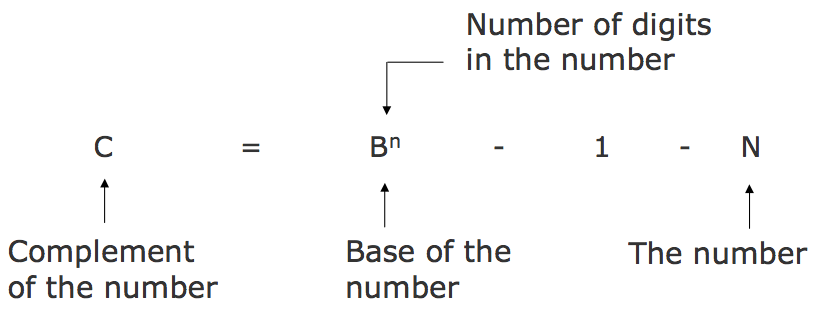 Number of digits
in the number
C = Bⁿ - 1 - N
Complement
of the number
Base of the
number
The number